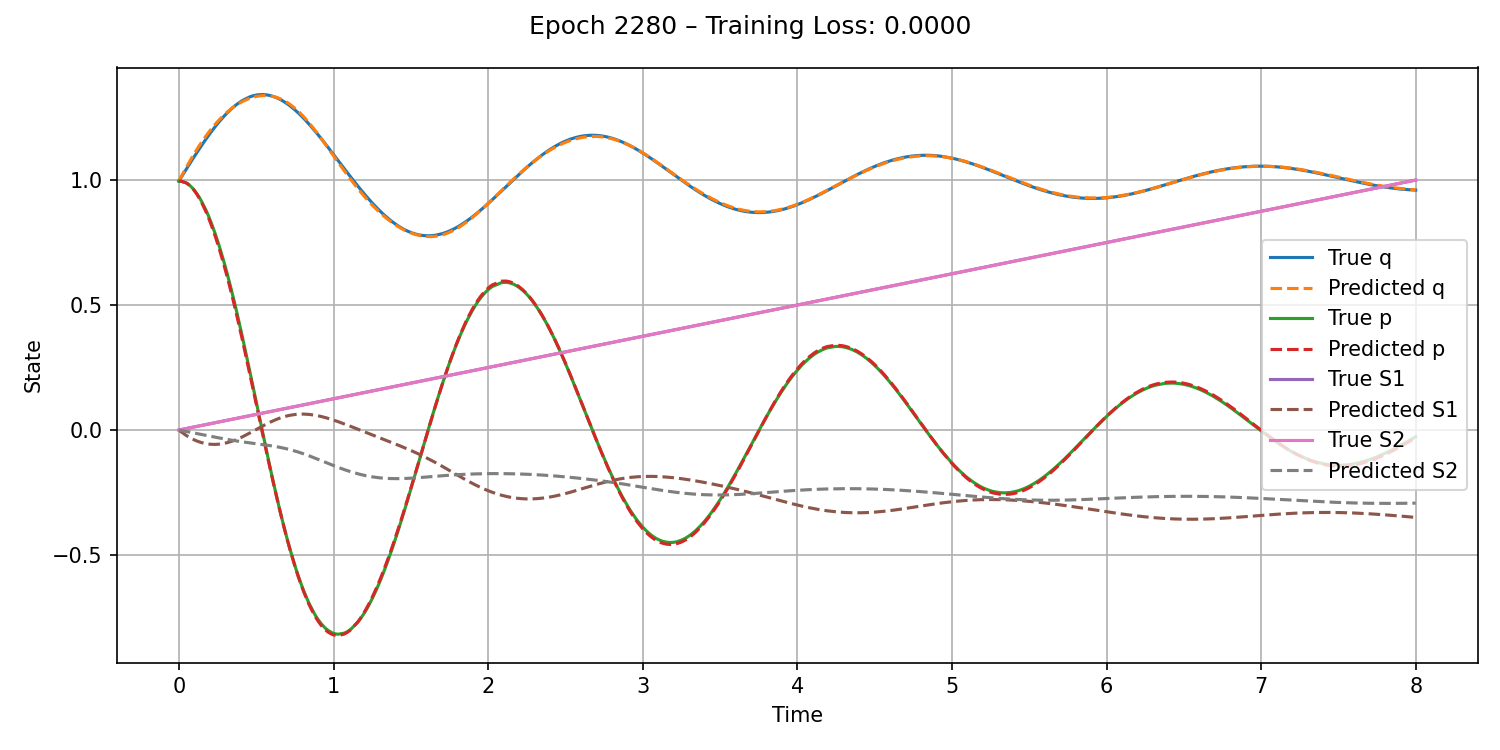 Epoch 2280 – Training Loss: 0.0000
State
1.0
0.5
0.0
−0.5
True q
Predicted q
True p
Predicted p
True S1
Predicted S1
True S2
Predicted S2
0 1 2 3 4 5 6 7 8
Time